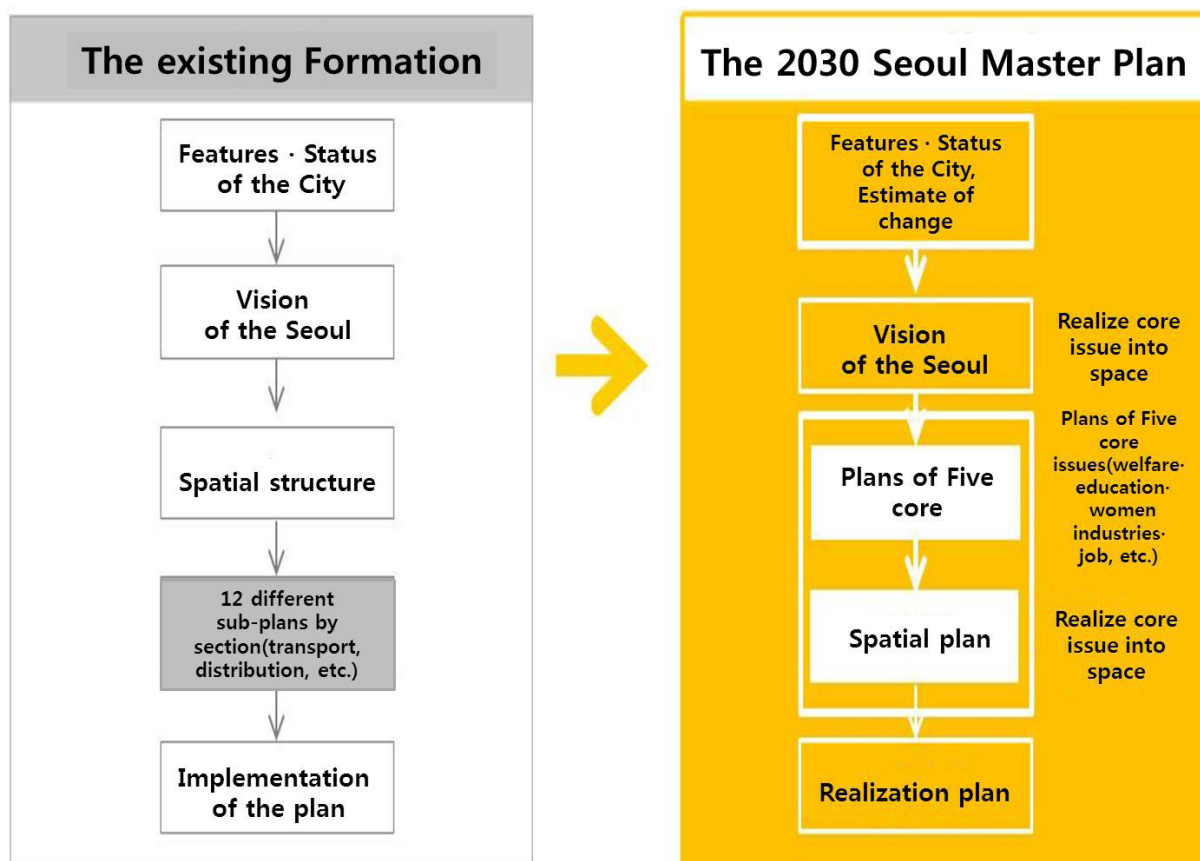 The existing Formation
Features · Status
of the City
Vision
of the Seoul
Spatial structure
12 different
sub-plans by
section(transport,
distribution, etc.)
Implementation
of the plan
The 2030 Seoul Master Plan
Features · Status
of the City,
Estimate of
change
Vision
of the Seoul
Realize core
issue into
space
Plans of Five
core
Plans of Five
core
issues(welfare·
education·
women
industries·
job, etc.)
Spatial plan
Realize core
issue into
space
Realization plan